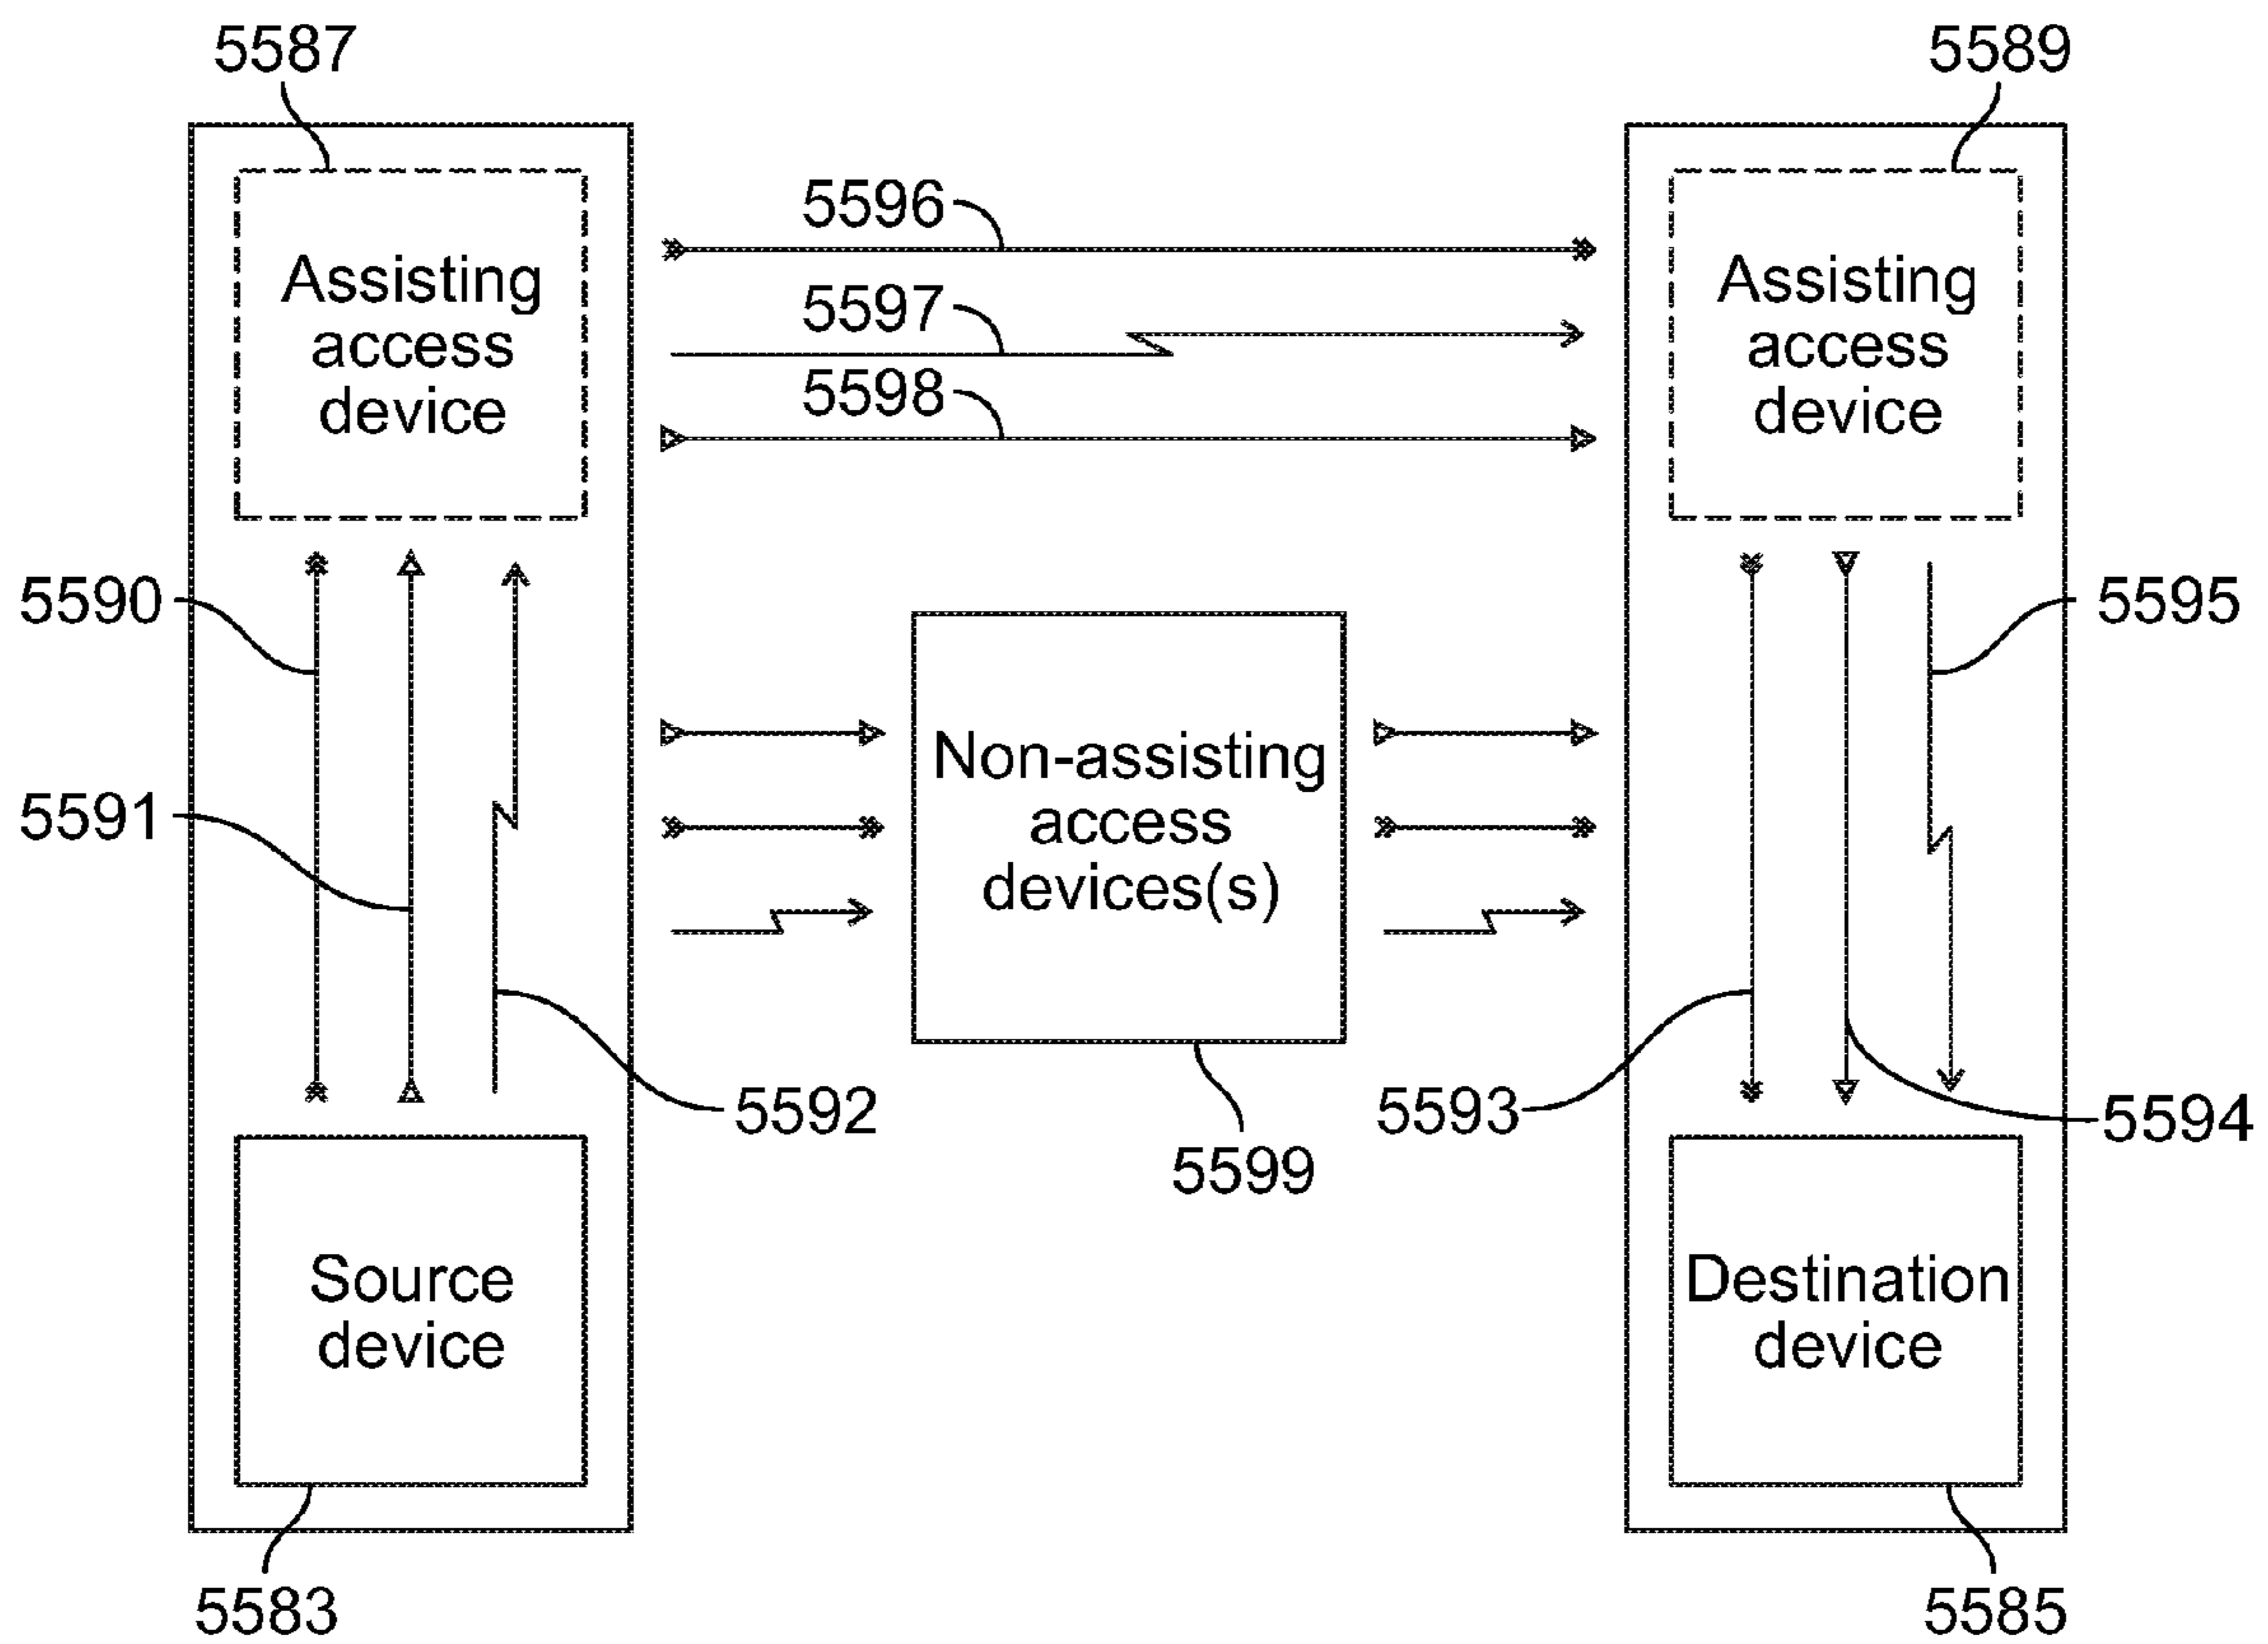 5587
5589
5596
Assisting
access
device
5597
5598
Assisting
access
device
5590
5595
Non-assisting
access
devices(s)
5591
5592
5593
5594
5599
Source
device
Destination
device
5583
5585